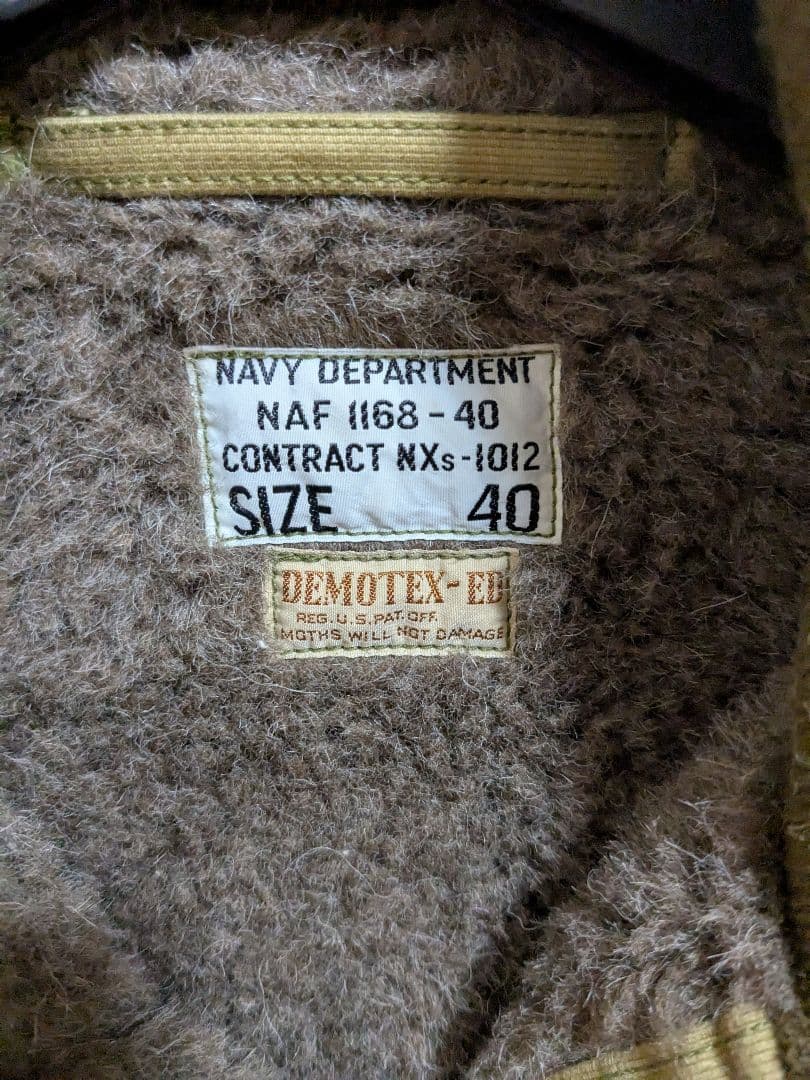 NAVY DEPARTMENT
NAF 1168-40
CONTRACT NXs-1012
SIZE 40
DEMOTEX-ED
REG. U.S. PAT. OFF.
MOTHS WILL NOT DAMAGE